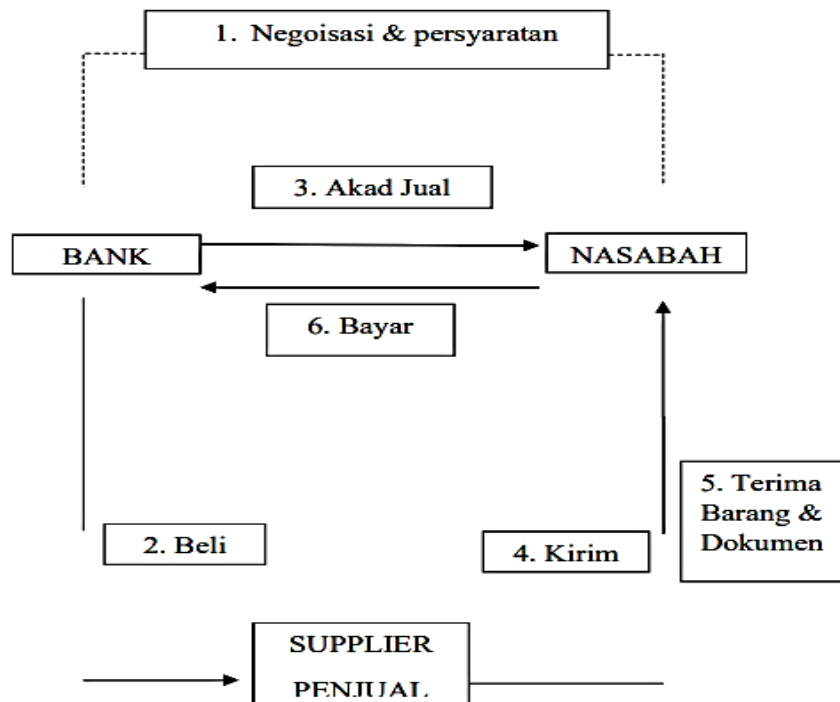 1. Negoisasi & persyaratan
3. Akad Jual
BANK
NASABAH
6. Bayar
5. Terima
Barang &
Dokumen
2. Beli
4. Kirim
SUPPLIER
PENJUAL